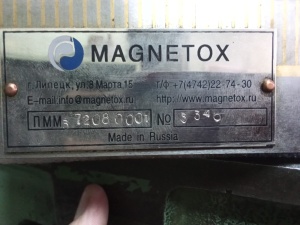 MAGNETOX
г.Липецк, ул.8 Марта 15 Т/Ф +7(4742)22-74-30
E-mail.info@magnetox.ru http://www.magnetox.ru
ПММ 7208 0001 № 3346
Made in Russia